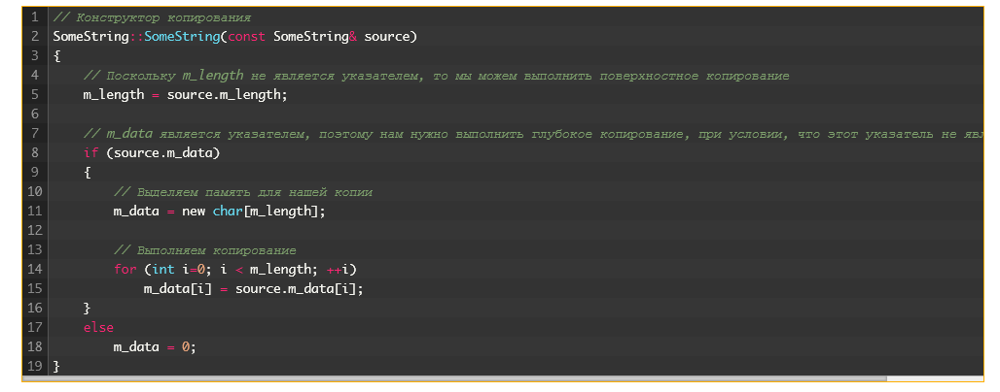 1 // Конструктор копирования
2 SomeString::SomeString(const SomeString& source)
3 {
4 // Поскольку m_length не является указателем, то мы можем выполнить поверхностное копирование
5 m_length = source.m_length;
6
7 // m_data является указателем, поэтому нам нужно выполнить глубокое копирование, при условии, что этот указатель не
8 if (source.m_data)
9 {
10 // Выделяем память для нашей копии
11 m_data = new char[m_length];
12
13 // Выполняем копирование
14 for (int i=0; i < m_length; ++i)
15 m_data[i] = source.m_data[i];
16 }
17 else
18 m_data = 0;
19 }